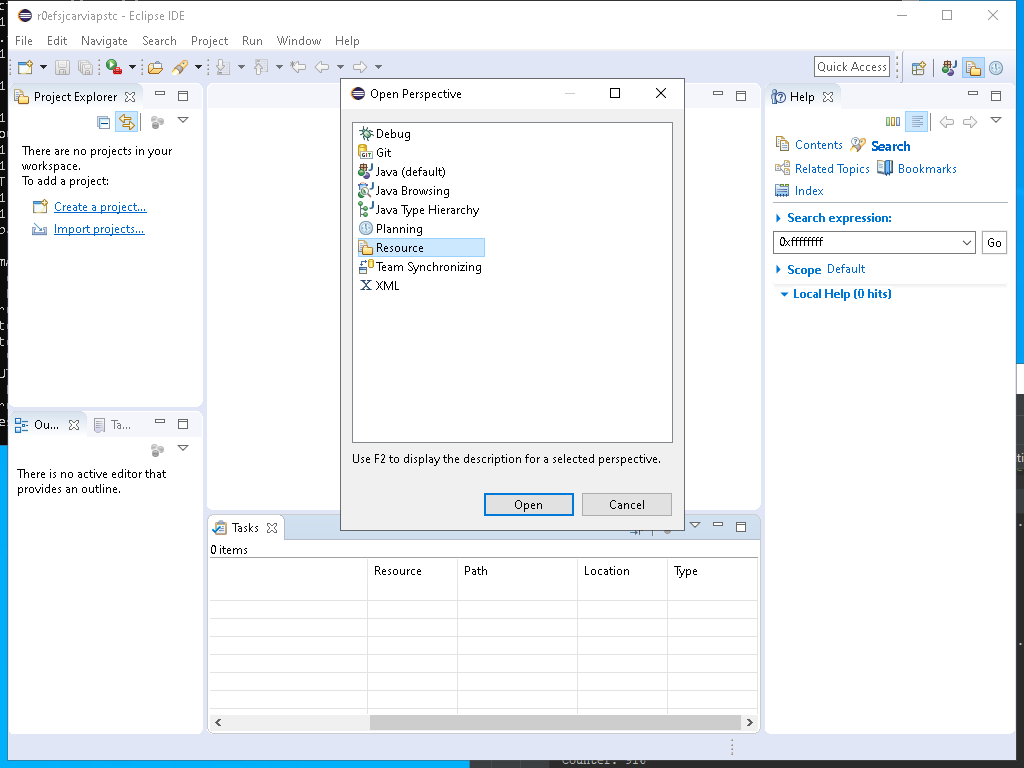 r0efsjcarviapstc - Eclipse IDE
File Edit Navigate Search Project Run Window Help
Quick Access
Project Explorer
There are no projects in your
workspace.
To add a project:
Create a project...
Import projects...
Ou...
Ta...
There is no active editor that
provides an outline.
Open Perspective
Debug
Git
Java (default)
Java Browsing
Java Type Hierarchy
Planning
Resource
Team Synchronizing
XML
Use F2 to display the description for a selected perspective.
Open
Cancel
Tasks
0 items
Resource Path Location Type
Help
Contents Search
Related Topics Bookmarks
Index
Search expression:
0xffffffff
Go
Scope Default
Local Help (0 hits)